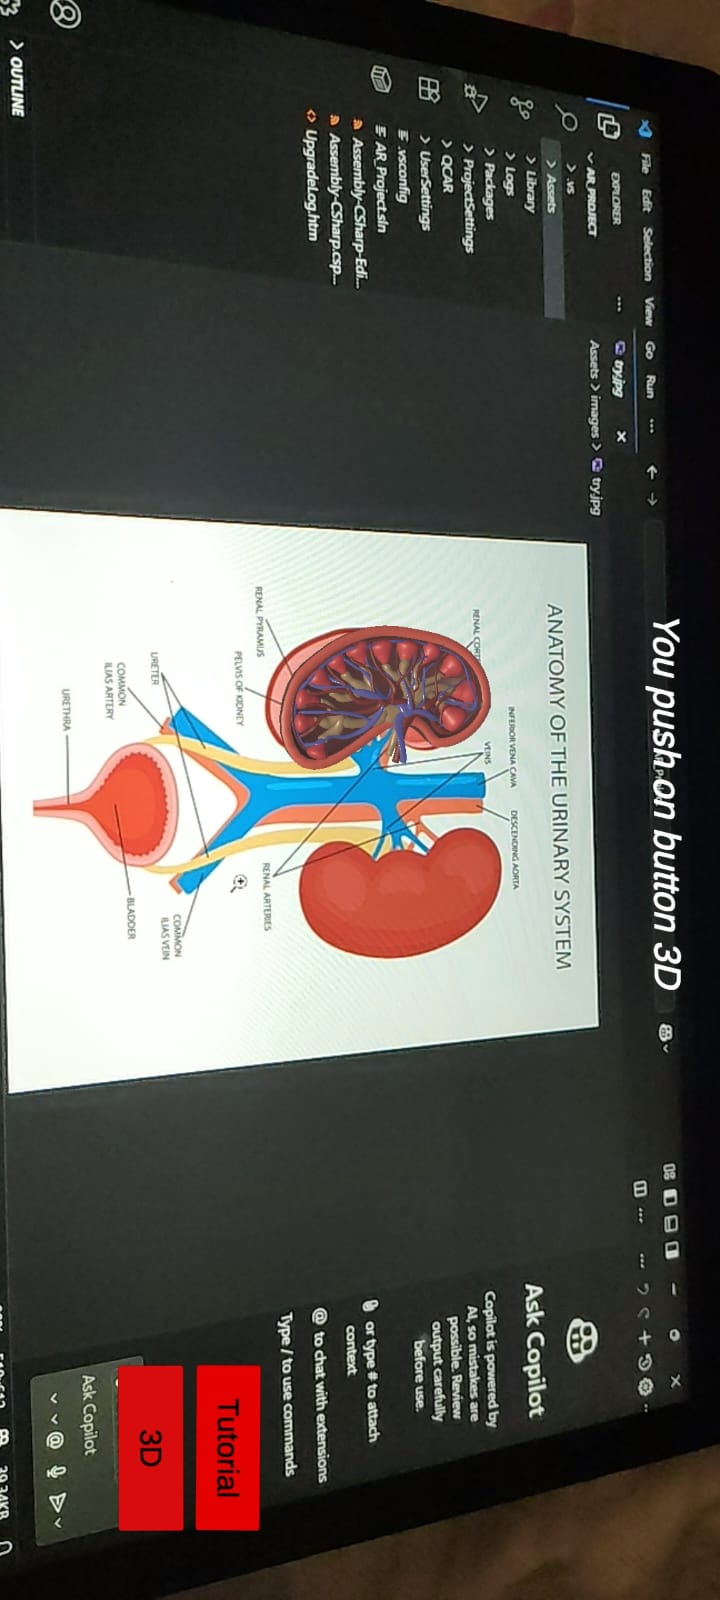 File Edit Selection View Go Run ...
You push on button 3D
EXPLORER ...
AR_PROJECT
> .vs
> Assets
> Library
> Logs
> Packages
> ProjectSettings
> QCAR
> UserSettings
.vsconfig
AR_Project.sln
Assembly-CSharp-Edi...
Assembly-CSharp.csp...
UpgradeLog.htm
> OUTLINE
try.jpg X
Assets > images > try.jpg
ANATOMY OF THE URINARY SYSTEM
INFERIOR VENA CAVA
DESCENDING AORTA
RENAL
VEINS
RENAL PYRAMUS
PELVIS OF KIDNEY
RENAL ARTERIES
URETER
COMMON
ILIAS ARTERY
COMMON
ILIAS VEIN
URETHRA
BLADDER
Ask Copilot
Copilot is powered by
AI, so mistakes are
possible. Review
output carefully
before use.
or type # to attach
context
@ to chat with extensions
Type / to use commands
Tutorial
3D
Ask Copilot
39.34KB